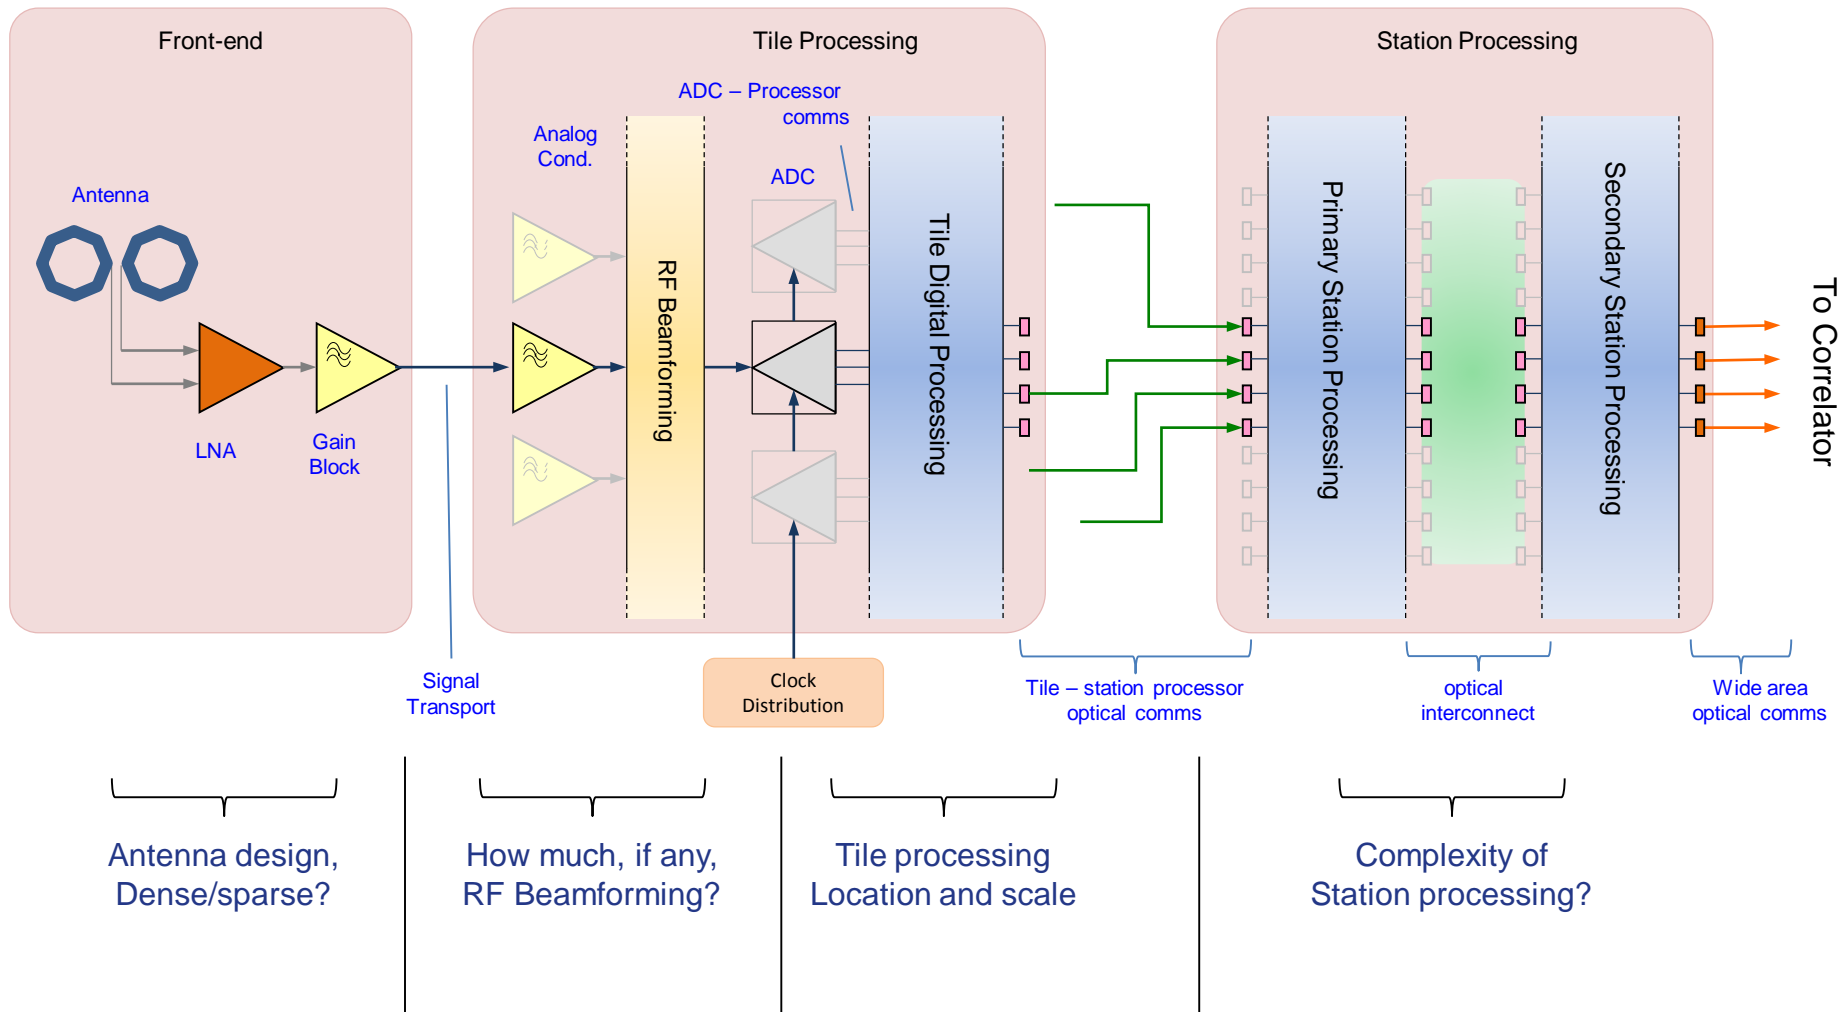 Front-end
Tile Processing
Station Processing
ADC – Processor
comms
Analog
Cond.
ADC
Antenna
LNA
Gain
Block
RF Beamforming
Tile Digital Processing
Primary Station Processing
Secondary Station Processing
To Correlator
Signal
Transport
Clock
Distribution
Tile – station processor
optical comms
optical
interconnect
Wide area
optical comms
Antenna design,
Dense/sparse?
How much, if any,
RF Beamforming?
Tile processing
Location and scale
Complexity of
Station processing?